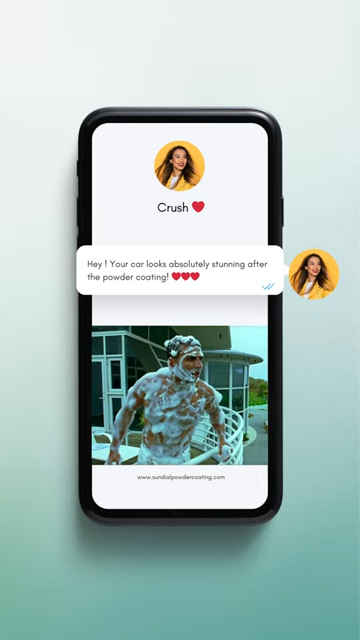 Crush ❤️
Hey ! Your car looks absolutely stunning after
the powder coating! ❤️❤️❤️
www.sundialpowdercoating.com